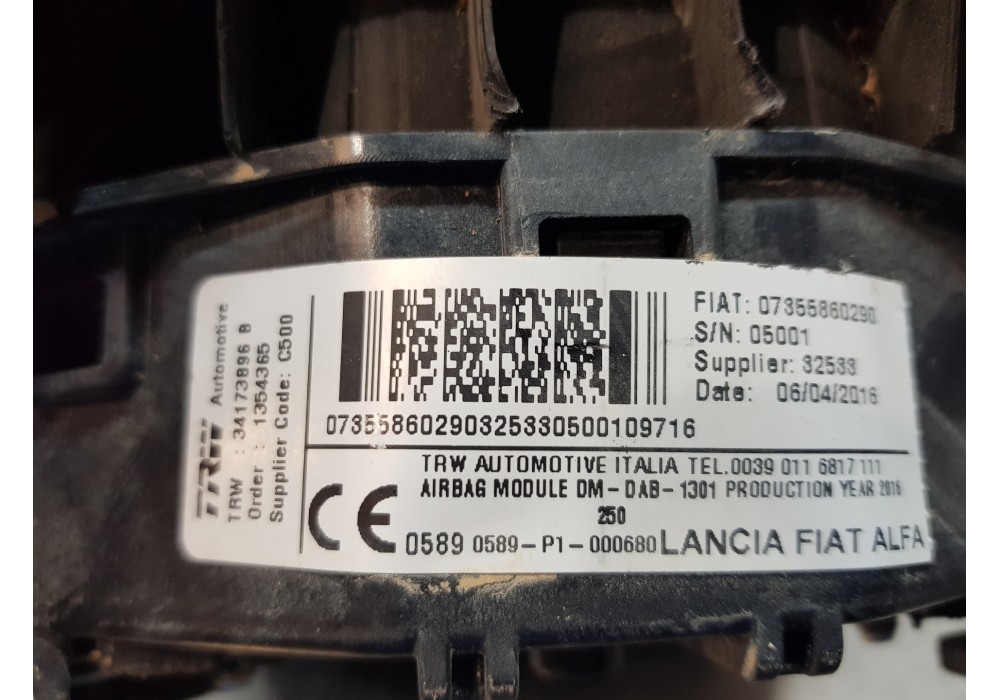 TRW Automotive
TRW : 34173896 B
Order : 1354365
Supplier Code: C500
FIAT: 07355860290
S/N: 05001
Supplier: 32533
Date: 06/04/2016
07355860290325330500109716
TRW AUTOMOTIVE ITALIA TEL.0039 011 6817 111
AIRBAG MODULE DM-DAB-1301 PRODUCTION YEAR 2016
250
CE 0589 0589-P1-000680 LANCIA FIAT ALFA